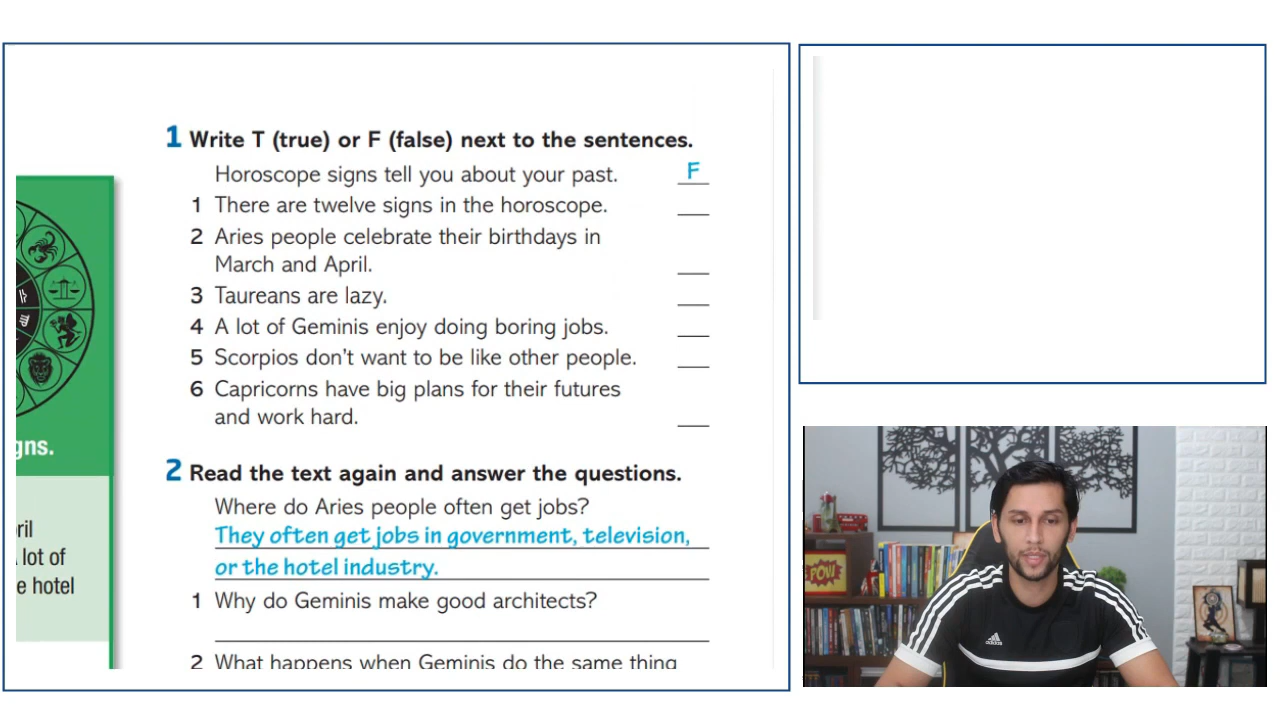 1 Write T (true) or F (false) next to the sentences.
Horoscope signs tell you about your past. F
1 There are twelve signs in the horoscope.
2 Aries people celebrate their birthdays in
March and April.
3 Taureans are lazy.
4 A lot of Geminis enjoy doing boring jobs.
5 Scorpios don't want to be like other people.
6 Capricorns have big plans for their futures
and work hard.
gns.
2 Read the text again and answer the questions.
Where do Aries people often get jobs?
They often get jobs in government, television,
or the hotel industry.
1 Why do Geminis make good architects?
2 What happens when Geminis do the same thing
ril
lot of
e hotel
POW!
adidas